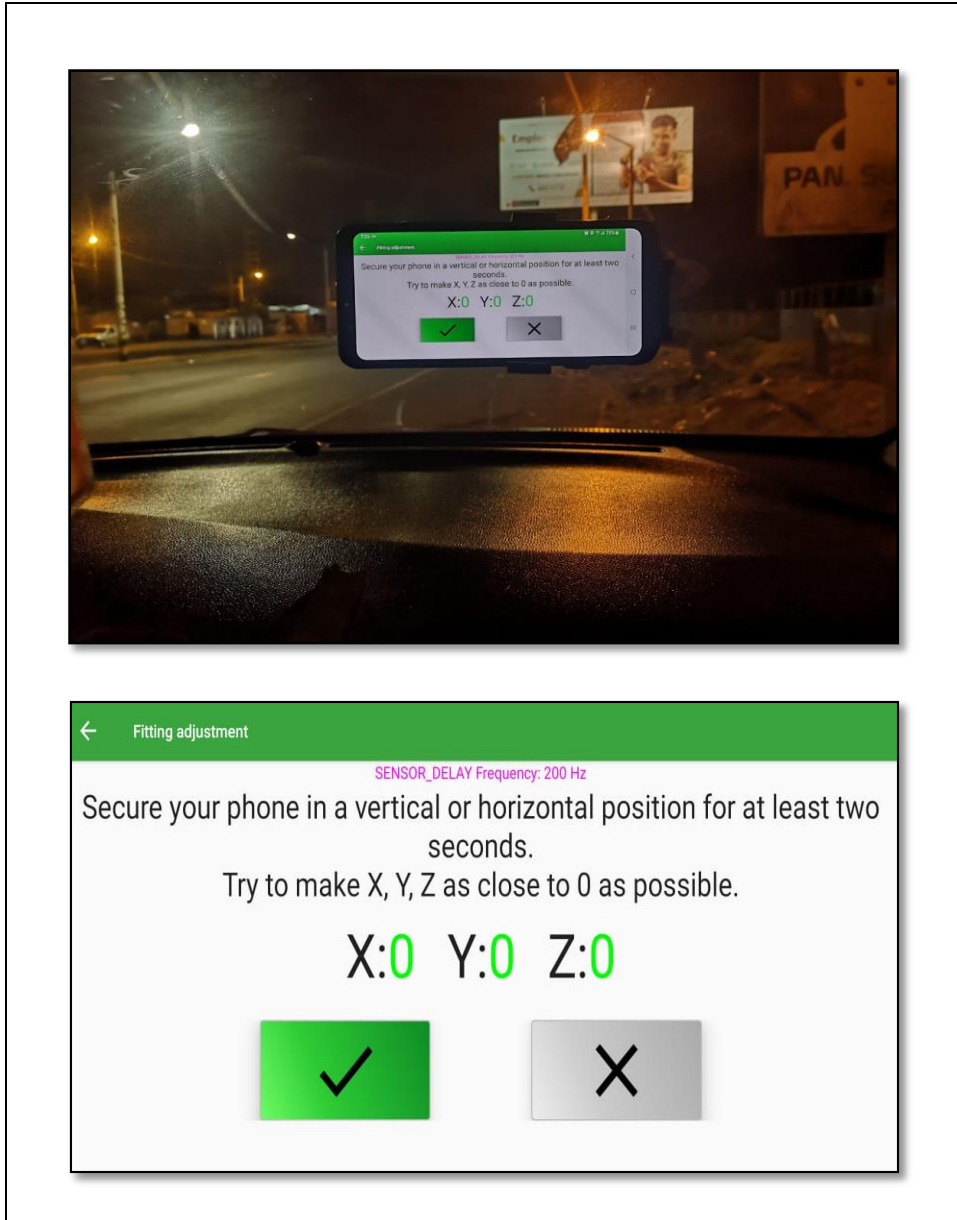 PAN SU
Fitting adjustment
Secure your phone in a vertical or horizontal position for at least two
seconds.
Try to make X, Y, Z as close to 0 as possible.
X:0 Y:0 Z:0
Fitting adjustment
SENSOR_DELAY Frequency: 200 Hz
Secure your phone in a vertical or horizontal position for at least two
seconds.
Try to make X, Y, Z as close to 0 as possible.
X:0 Y:0 Z:0